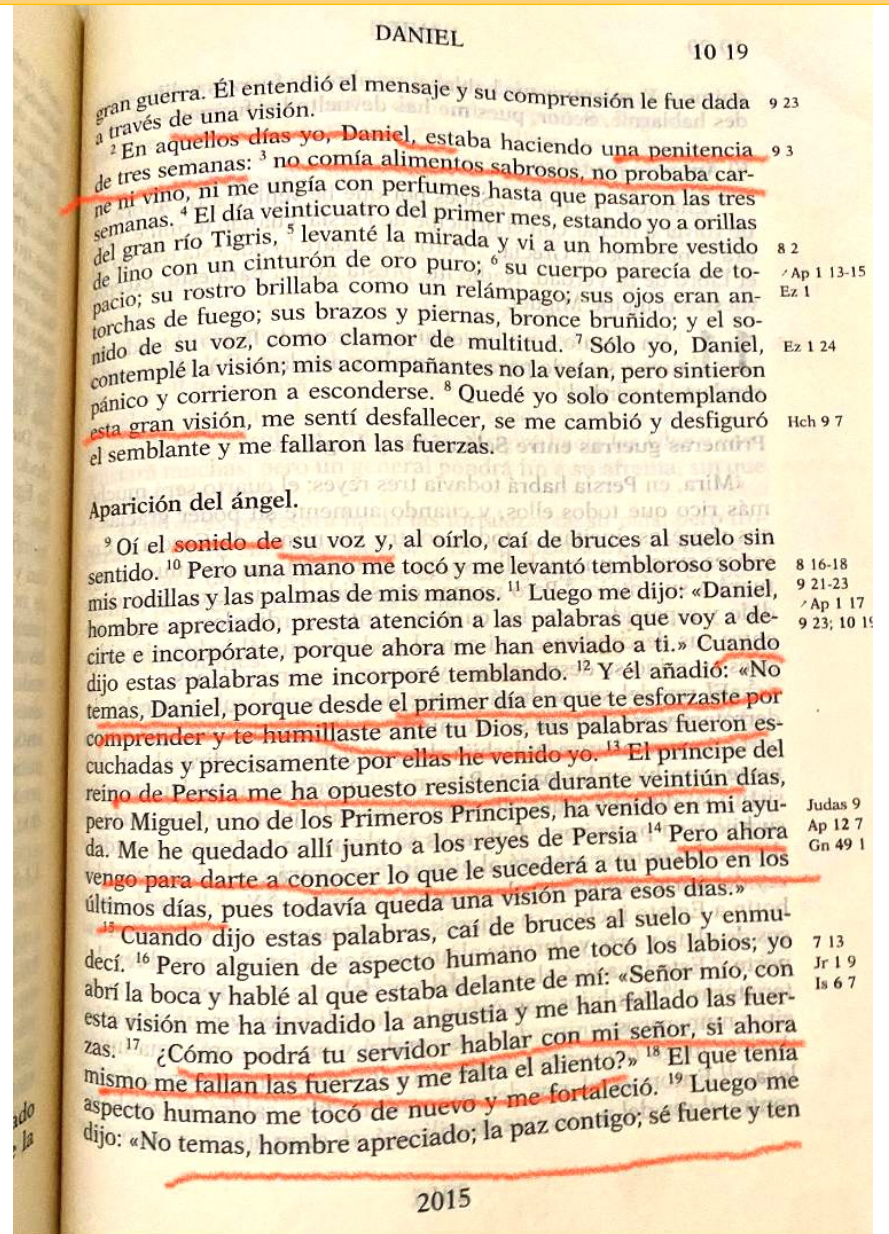 DANIEL
10 19
gran guerra. Él entendió el mensaje y su comprensión le fue dada 9 23
a través de una visión.
2 En aquellos días yo, Daniel, estaba haciendo una penitencia 9 3
de tres semanas: 3 no comía alimentos sabrosos, no probaba car-
ne ni vino, ni me ungía con perfumes hasta que pasaron las tres
semanas. 4 El día veinticuatro del primer mes, estando yo a orillas
del gran río Tigris, 5 levanté la mirada y vi a un hombre vestido 8 2
de lino con un cinturón de oro puro; 6 su cuerpo parecía de to- Ap 1 13-15
pacio; su rostro brillaba como un relámpago; sus ojos eran an- Ez 1
torchas de fuego; sus brazos y piernas, bronce bruñido; y el so-
nido de su voz, como clamor de multitud. 7 Sólo yo, Daniel, Ez 1 24
contemplé la visión; mis acompañantes no la veían, pero sintieron
pánico y corrieron a esconderse. 8 Quedé yo solo contemplando
esta gran visión, me sentí desfallecer, se me cambió y desfiguró Hch 9 7
el semblante y me fallaron las fuerzas.
Aparición del ángel.
9 Oí el sonido de su voz y, al oírlo, caí de bruces al suelo sin
sentido. 10 Pero una mano me tocó y me levantó tembloroso sobre 8 16-18
mis rodillas y las palmas de mis manos. 11 Luego me dijo: «Daniel, 9 21-23
hombre apreciado, presta atención a las palabras que voy a de- Ap 1 17
cirte e incorpórate, porque ahora me han enviado a ti.» Cuando 9 23; 10 19
dijo estas palabras me incorporé temblando. 12 Y él añadió: «No
temas, Daniel, porque desde el primer día en que te esforzaste por
comprender y te humillaste ante tu Dios, tus palabras fueron es-
cuchadas y precisamente por ellas he venido yo. 13 El príncipe del
reino de Persia me ha opuesto resistencia durante veintiún días,
pero Miguel, uno de los Primeros Príncipes, ha venido en mi ayu- Judas 9
da. Me he quedado allí junto a los reyes de Persia 14 Pero ahora Ap 12 7
vengo para darte a conocer lo que le sucederá a tu pueblo en los Gn 49 1
últimos días, pues todavía queda una visión para esos días.»
15 Cuando dijo estas palabras, caí de bruces al suelo y enmu-
decí. 16 Pero alguien de aspecto humano me tocó los labios; yo 7 13
abrí la boca y hablé al que estaba delante de mí: «Señor mío, con Jr 1 9
esta visión me ha invadido la angustia y me han fallado las fuer- Is 6 7
zas. 17 ¿Cómo podrá tu servidor hablar con mi señor, si ahora
mismo me fallan las fuerzas y me falta el aliento?» 18 El que tenía
aspecto humano me tocó de nuevo y me fortaleció. 19 Luego me
dijo: «No temas, hombre apreciado; la paz contigo; sé fuerte y ten
2015
ado
la